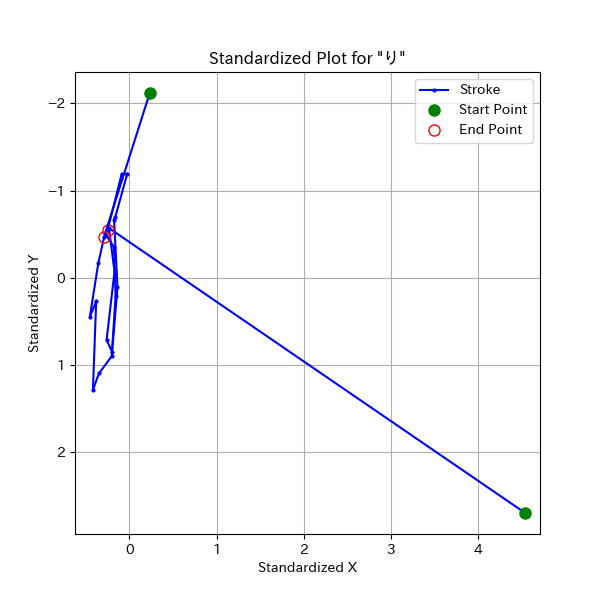 Standardized Plot for "り"
Stroke
Start Point
End Point
−2
−1
0
1
2
Standardized Y
0 1 2 3 4
Standardized X